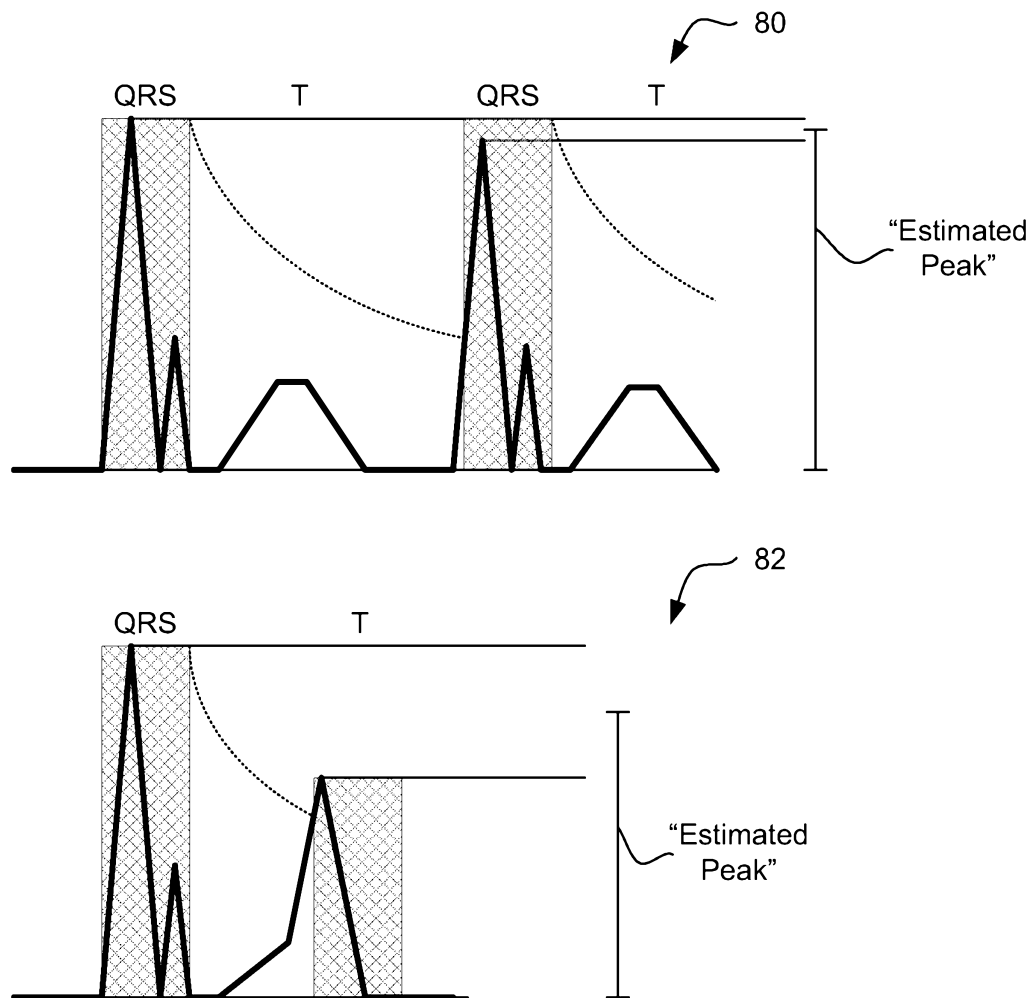 80
QRS T QRS T
“Estimated
Peak”
82
QRS T
“Estimated
Peak”